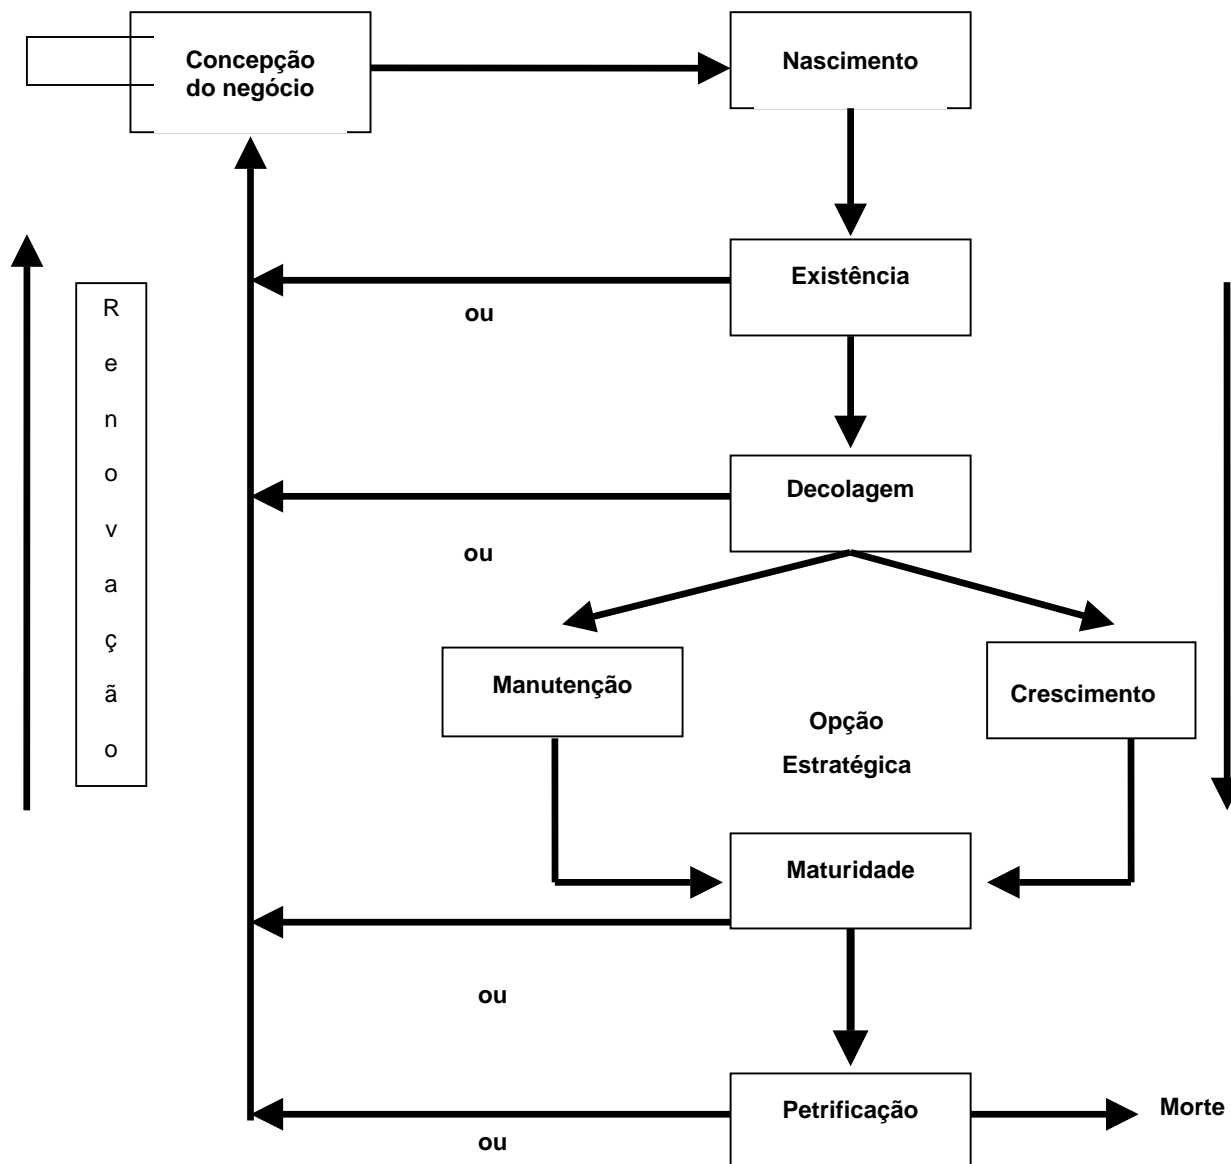 Concepção
do negócio
Nascimento
Existência
ou
R
e
n
o
v
a
ç
ã
o
Decolagem
ou
Manutenção
Crescimento
Opção
Estratégica
Maturidade
ou
Petrificação
Morte
ou